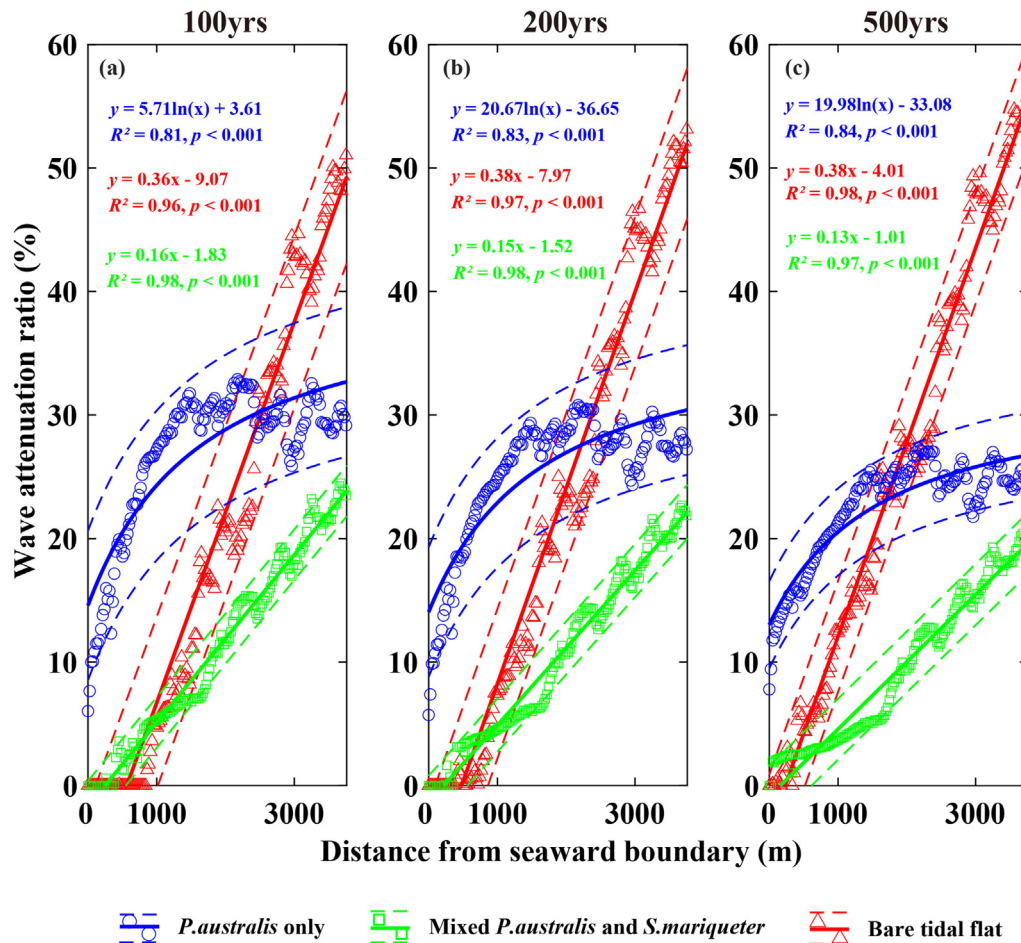 100yrs
200yrs
500yrs
Wave attenuation ratio (%)
60
50
40
30
20
10
0
(a)
y = 5.71ln(x) + 3.61
R² = 0.81, p < 0.001
y = 0.36x - 9.07
R² = 0.96, p < 0.001
y = 0.16x - 1.83
R² = 0.98, p < 0.001
0 1000 3000
60
50
40
30
20
10
0
(b)
y = 20.67ln(x) - 36.65
R² = 0.83, p < 0.001
y = 0.38x - 7.97
R² = 0.97, p < 0.001
y = 0.15x - 1.52
R² = 0.98, p < 0.001
0 1000 3000
60
50
40
30
20
10
0
(c)
y = 19.98ln(x) - 33.08
R² = 0.84, p < 0.001
y = 0.38x - 4.01
R² = 0.98, p < 0.001
y = 0.13x - 1.01
R² = 0.97, p < 0.001
0 1000 3000
Distance from seaward boundary (m)
P.australis only
Mixed P.australis and S.mariqueter
Bare tidal flat